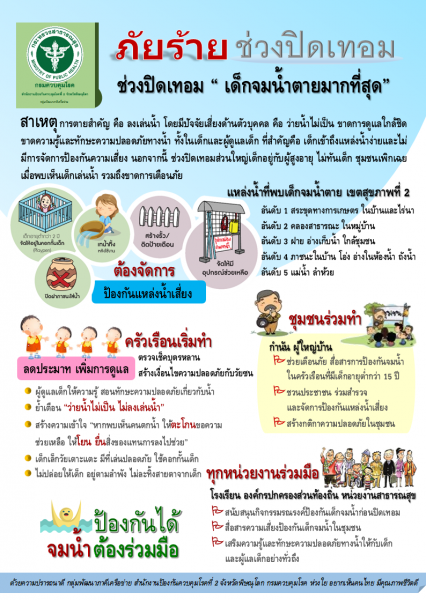 กระทรวงสาธารณสุข
MINISTRY OF PUBLIC HEALTH
กรมควบคุมโรค
ภัยร้าย ช่วงปิดเทอม
ช่วงปิดเทอม “ เด็กจมน้ำตายมากที่สุด”
สาเหตุ การตายสำคัญ คือ ลงเล่นน้ำ โดยมีปัจจัยเสี่ยงด้านตัวบุคคล คือ ว่ายน้ำไม่เป็น ขาดการดูแลใกล้ชิด
ขาดความรู้และทักษะความปลอดภัยทางน้ำ ทั้งในเด็กและผู้ดูแลเด็ก ที่สำคัญคือ เด็กเข้าถึงแหล่งน้ำง่ายและไม่
มีการจัดการป้องกันความเสี่ยง นอกจากนี้ ช่วงปิดเทอมส่วนใหญ่เด็กอยู่กับผู้สูงอายุ ไม่ทันเด็ก ชุมชนเพิกเฉย
เมื่อพบเห็นเด็กเล่นน้ำ รวมถึงขาดการเตือนภัย
แหล่งน้ำที่พบเด็กจมน้ำตาย เขตสุขภาพที่ 2
อันดับ 1 สระขุดทางการเกษตร ในบ้านและไร่นา
อันดับ 2 คลองสาธารณะ ในหมู่บ้าน
อันดับ 3 ฝาย อ่างเก็บน้ำ ใกล้ชุมชน
อันดับ 4 ภาชนะในบ้าน โอ่ง อ่างในห้องน้ำ ถังน้ำ
อันดับ 5 แม่น้ำ ลำห้วย
เด็กอายุต่ำกว่า 2 ปี
จัดให้อยู่ในคอกกั้นเด็ก
เทน้ำทิ้ง
หลังใช้งาน
สร้างรั้ว/
ติดป้ายเตือน
จัดให้มี
อุปกรณ์ช่วยเหลือ
ปิดฝาภาชนะใส่น้ำ
ต้องจัดการ
ป้องกันแหล่งน้ำเสี่ยง
ครัวเรือนเริ่มทำ
ลดประมาท เพิ่มการดูแล
ตรวจเช็คบุตรหลาน
สร้างเงื่อนไขความปลอดภัยกับวัยซน
ผู้ดูแลเด็กให้ความรู้ สอนทักษะความปลอดภัยเกี่ยวกับน้ำ
ย้ำเตือน “ว่ายน้ำไม่เป็น ไม่ลงเล่นน้ำ”
สร้างความเข้าใจ “หากพบเห็นคนตกน้ำ ให้ตะโกนขอความ
ช่วยเหลือ ให้โยน ยื่นสิ่งของแทนการลงไปช่วย”
เด็กเล็กวัยเตาะแตะ มีที่เล่นปลอดภัย ใช้คอกกั้นเด็ก
ไม่ปล่อยให้เด็ก อยู่ตามลำพัง ไม่ละทิ้งสายตาจากเด็ก
ชุมชนร่วมทำ
กำนัน ผู้ใหญ่บ้าน
ช่วยเตือนภัย สื่อสารการป้องกันจมน้ำ
ในครัวเรือนที่มีเด็กอายุต่ำกว่า 15 ปี
ชวนประชาชน ร่วมสำรวจ
และจัดการป้องกันแหล่งน้ำเสี่ยง
สร้างกติกาความปลอดภัยในชุมชน
ทุกหน่วยงานร่วมมือ
โรงเรียน องค์กรปกครองส่วนท้องถิ่น หน่วยงานสาธารณสุข
สนับสนุนกิจกรรมรณรงค์ป้องกันเด็กจมน้ำก่อนปิดเทอม
สื่อสารความเสี่ยงป้องกันเด็กจมน้ำในชุมชน
เสริมความรู้และทักษะความปลอดภัยทางน้ำให้กับเด็ก
และผู้ดูแลเด็กอย่างทั่วถึง
ป้องกันได้
จมน้ำ ต้องร่วมมือ
ด้วยความปรารถนาดี กลุ่มพัฒนาภาคีเครือข่าย สำนักงานป้องกันควบคุมโรคที่ 2 จังหวัดพิษณุโลก กรมควบคุมโรค ห่วงใย อยากเห็นคนไทย มีคุณภาพชีวิตดี